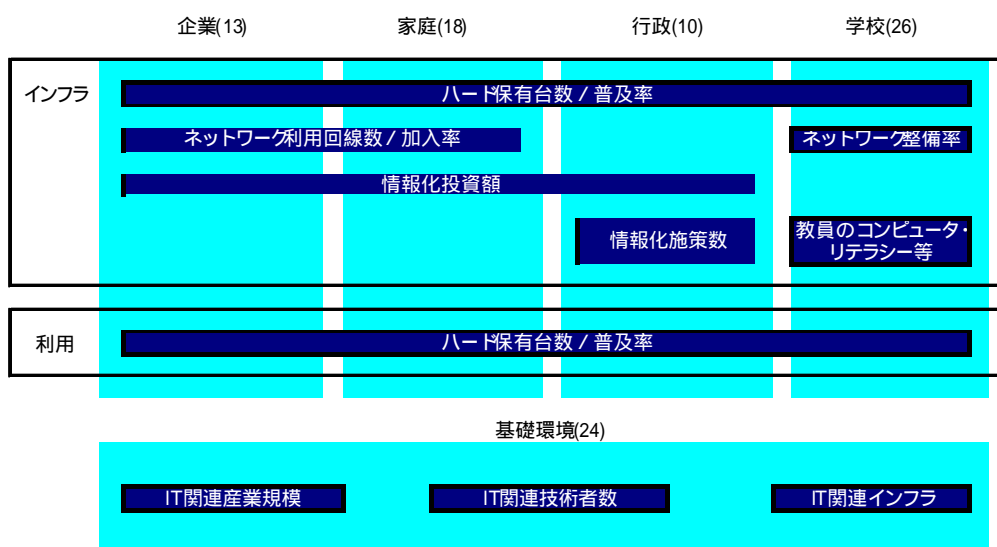 企業(13) 家庭(18) 行政(10) 学校(26)
インフラ
ハード保有台数 / 普及率
ネットワーク利用回線数 / 加入率
ネットワーク整備率
情報化投資額
情報化施策数
教員のコンピュータ・
リテラシー等
利用
ハード保有台数 / 普及率
基礎環境(24)
IT関連産業規模
IT関連技術者数
IT関連インフラ